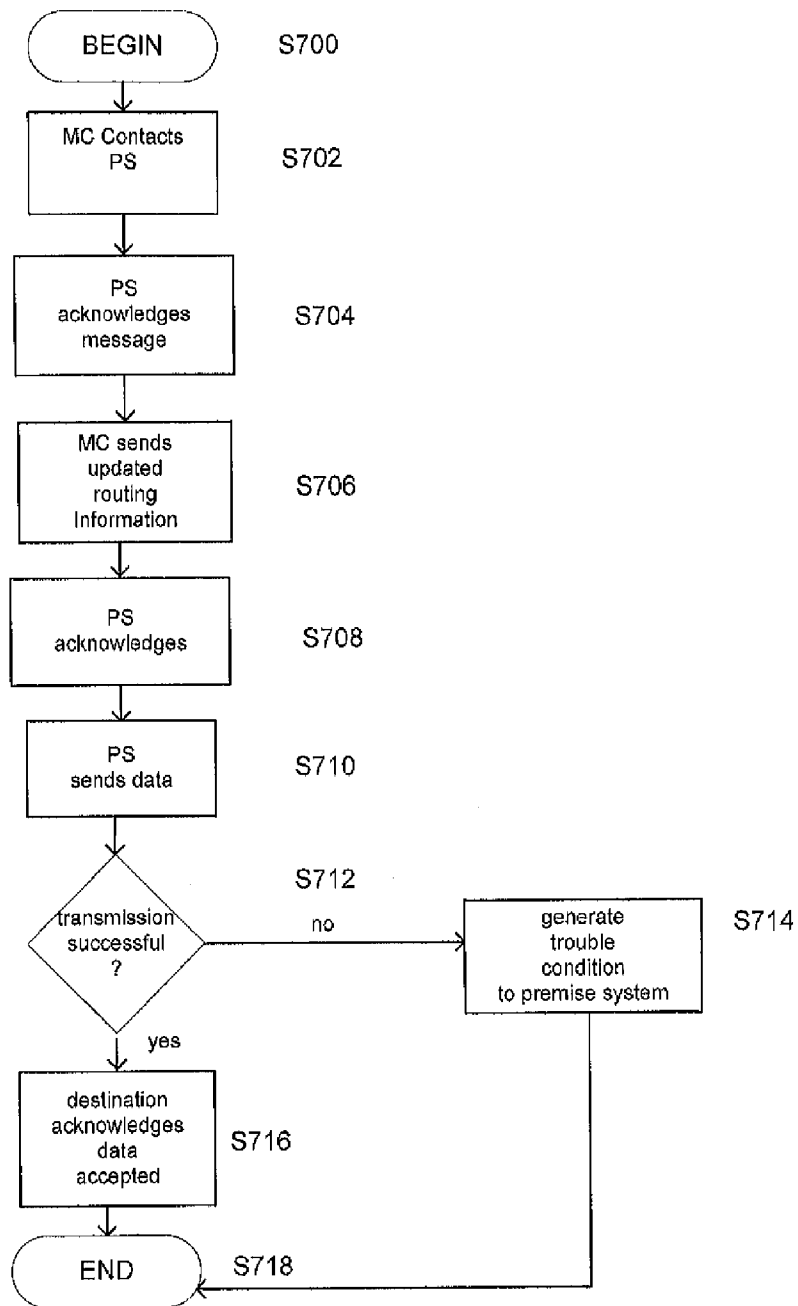 BEGIN
S700
MC Contacts
PS
S702
PS
acknowledges
message
S704
MC sends
updated
routing
Information
S706
PS
acknowledges
S708
PS
sends data
S710
transmission
successful
?
S712
no
generate
trouble
condition
to premise system
S714
yes
destination
acknowledges
data
accepted
S716
END
S718